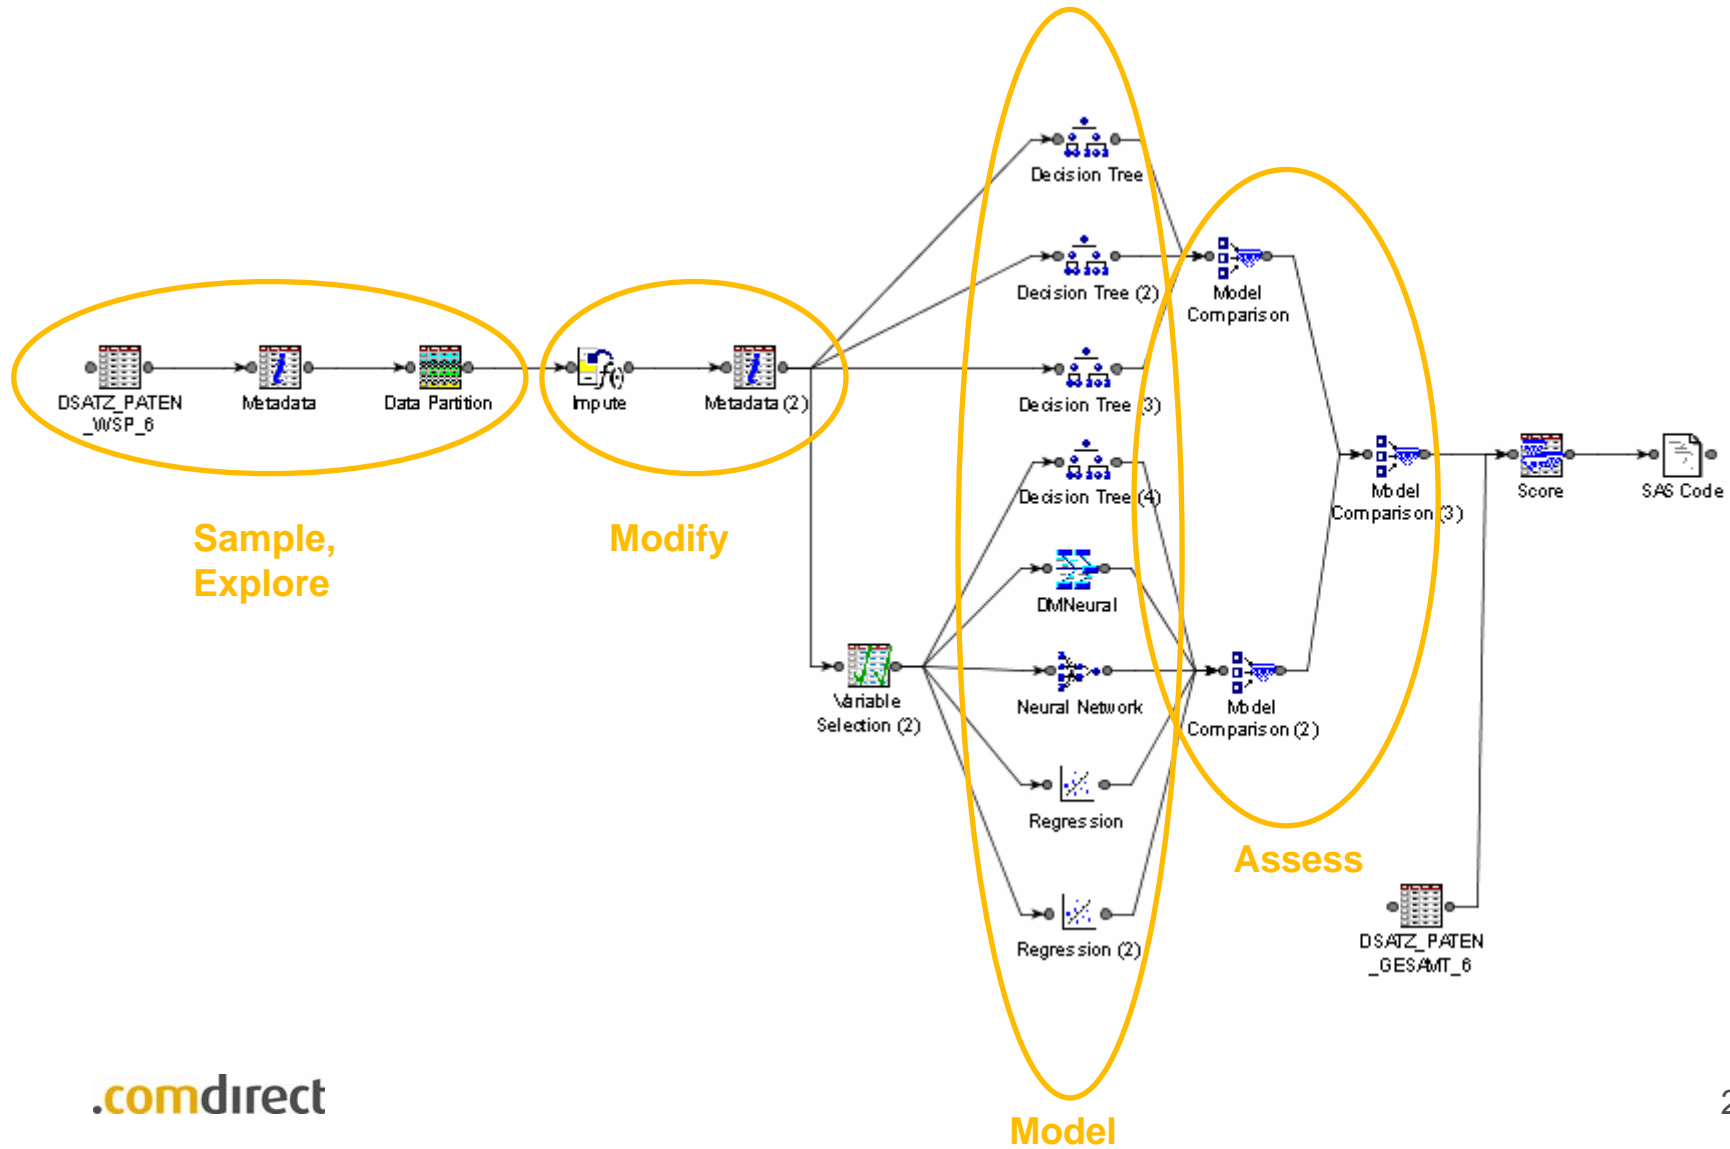 Decision Tree
Decision Tree (2)
Model
Comparison
DSATZ_PATEN
_WSP_6
Metadata
Data Partition
Impute
Metadata (2)
Decision Tree (3)
Decision Tree (4)
Model
Comparison (3)
Score
SAS Code
Sample,
Explore
Modify
DMNeural
Variable
Selection (2)
Neural Network
Model
Comparison (2)
Regression
Assess
Regression (2)
DSATZ_PATEN
_GESAMT_6
.comdirect
Model